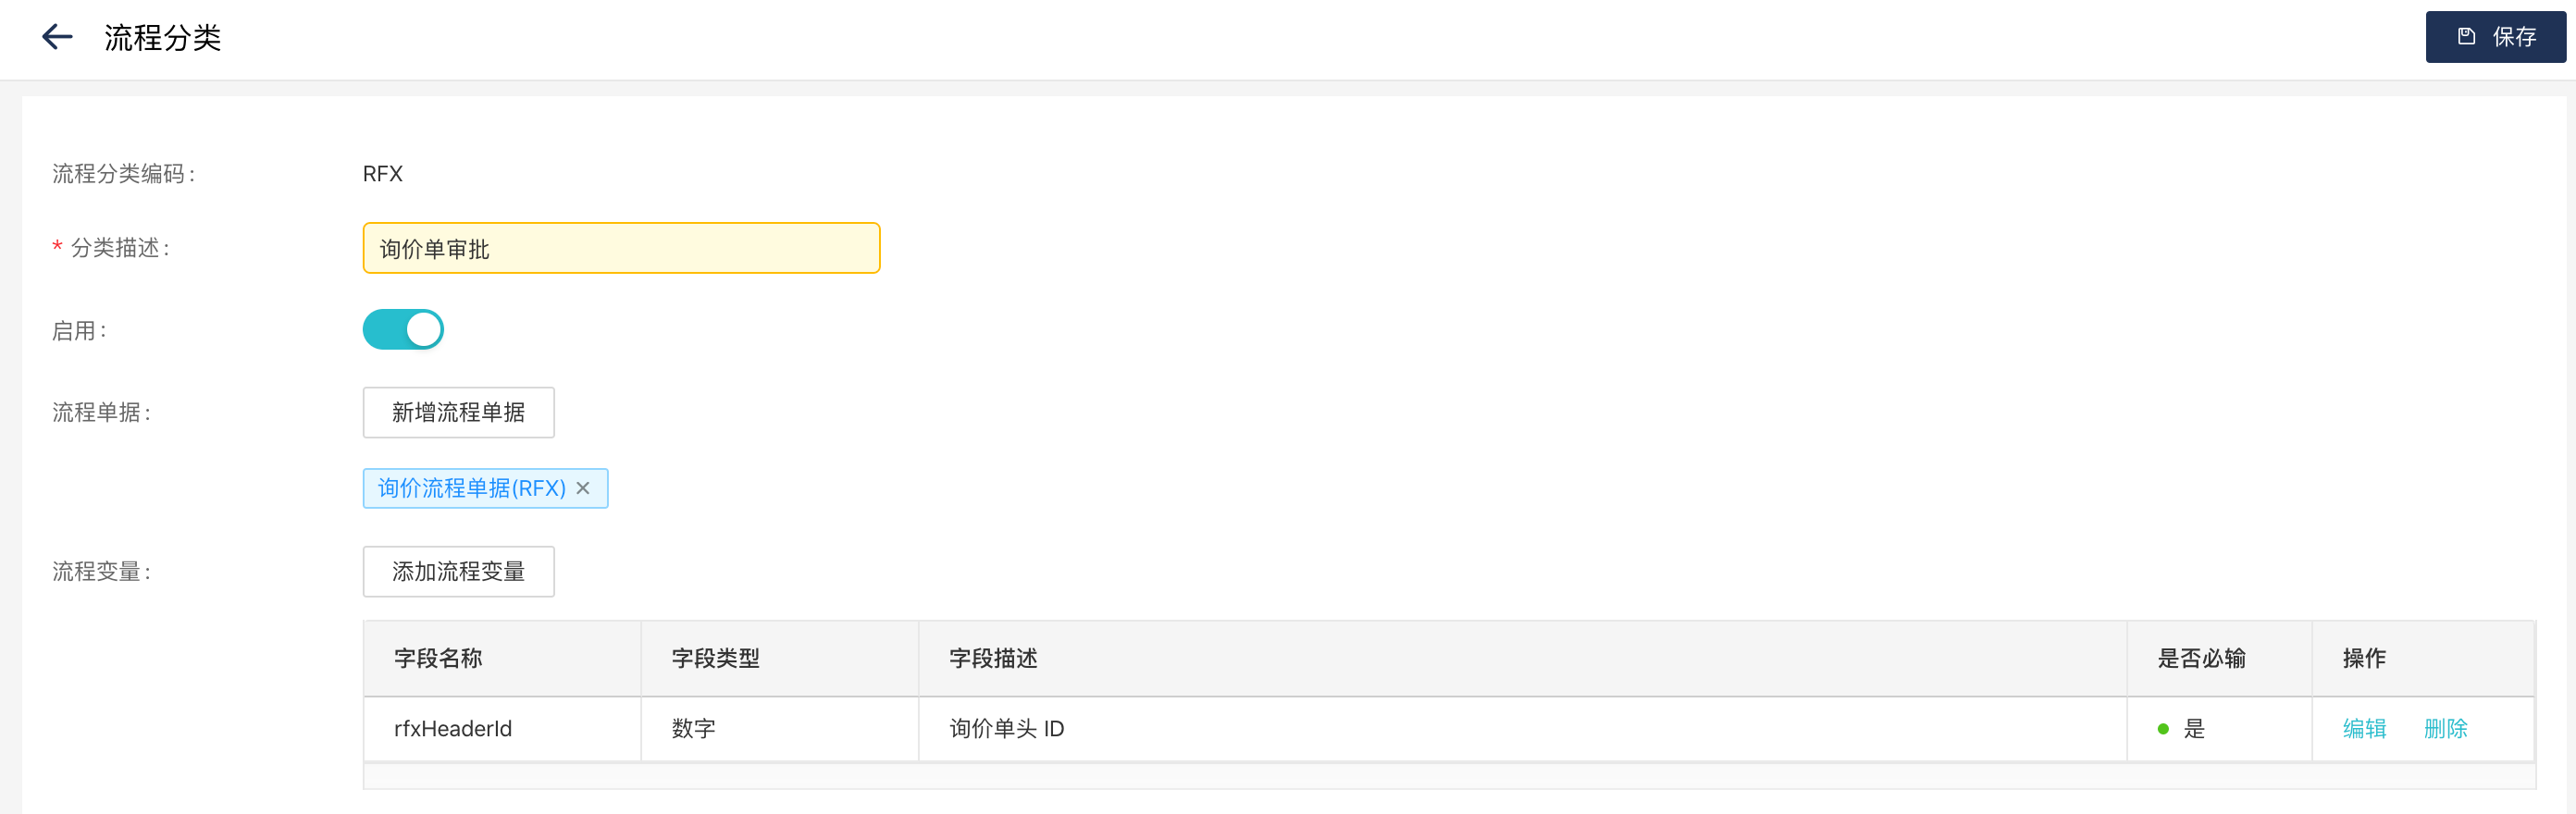 流程分类
保存
流程分类编码：
RFX
* 分类描述：
询价单审批
启用：
流程单据：
新增流程单据
询价流程单据(RFX) ×
流程变量：
添加流程变量
字段名称 字段类型 字段描述 是否必输 操作
rfxHeaderId 数字 询价单头 ID 是 编辑 删除